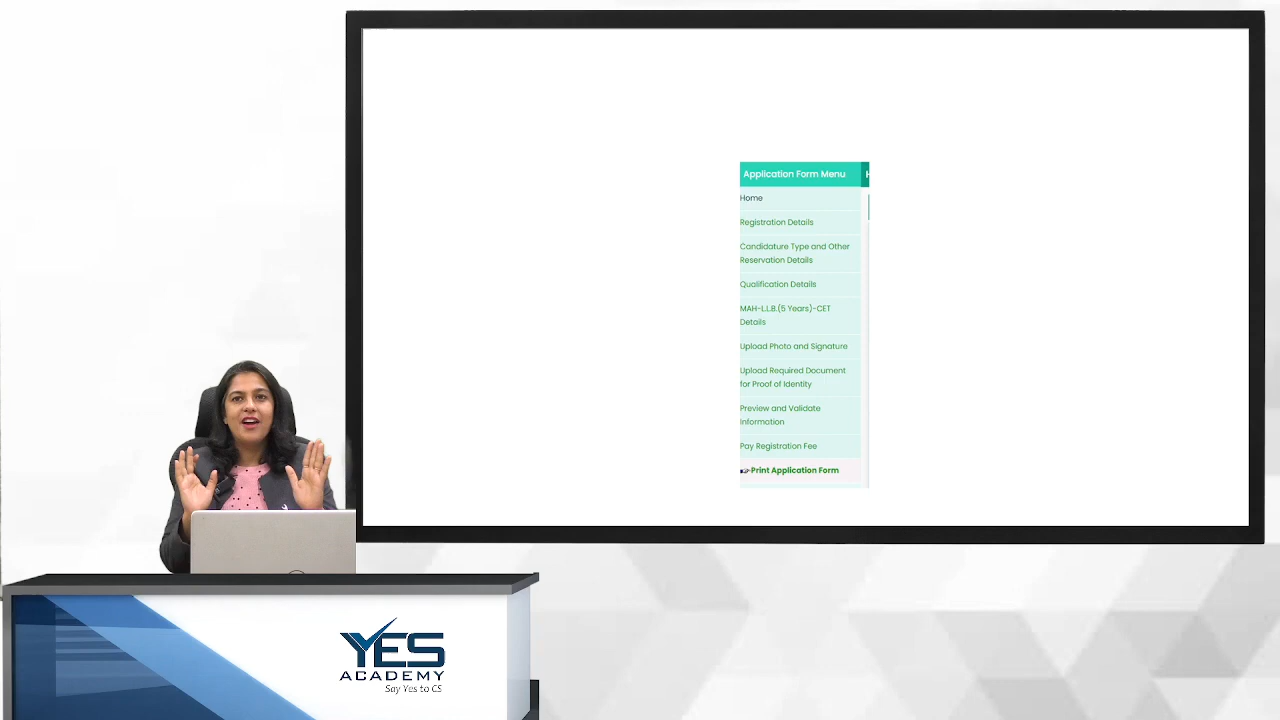 Application Form Menu
Home
Registration Details
Candidature Type and Other
Reservation Details
Qualification Details
MAH-L.L.B.(5 Years)-CET
Details
Upload Photo and Signature
Upload Required Document
for Proof of Identity
Preview and Validate
Information
Pay Registration Fee
Print Application Form
YES
ACADEMY
Say Yes to CS